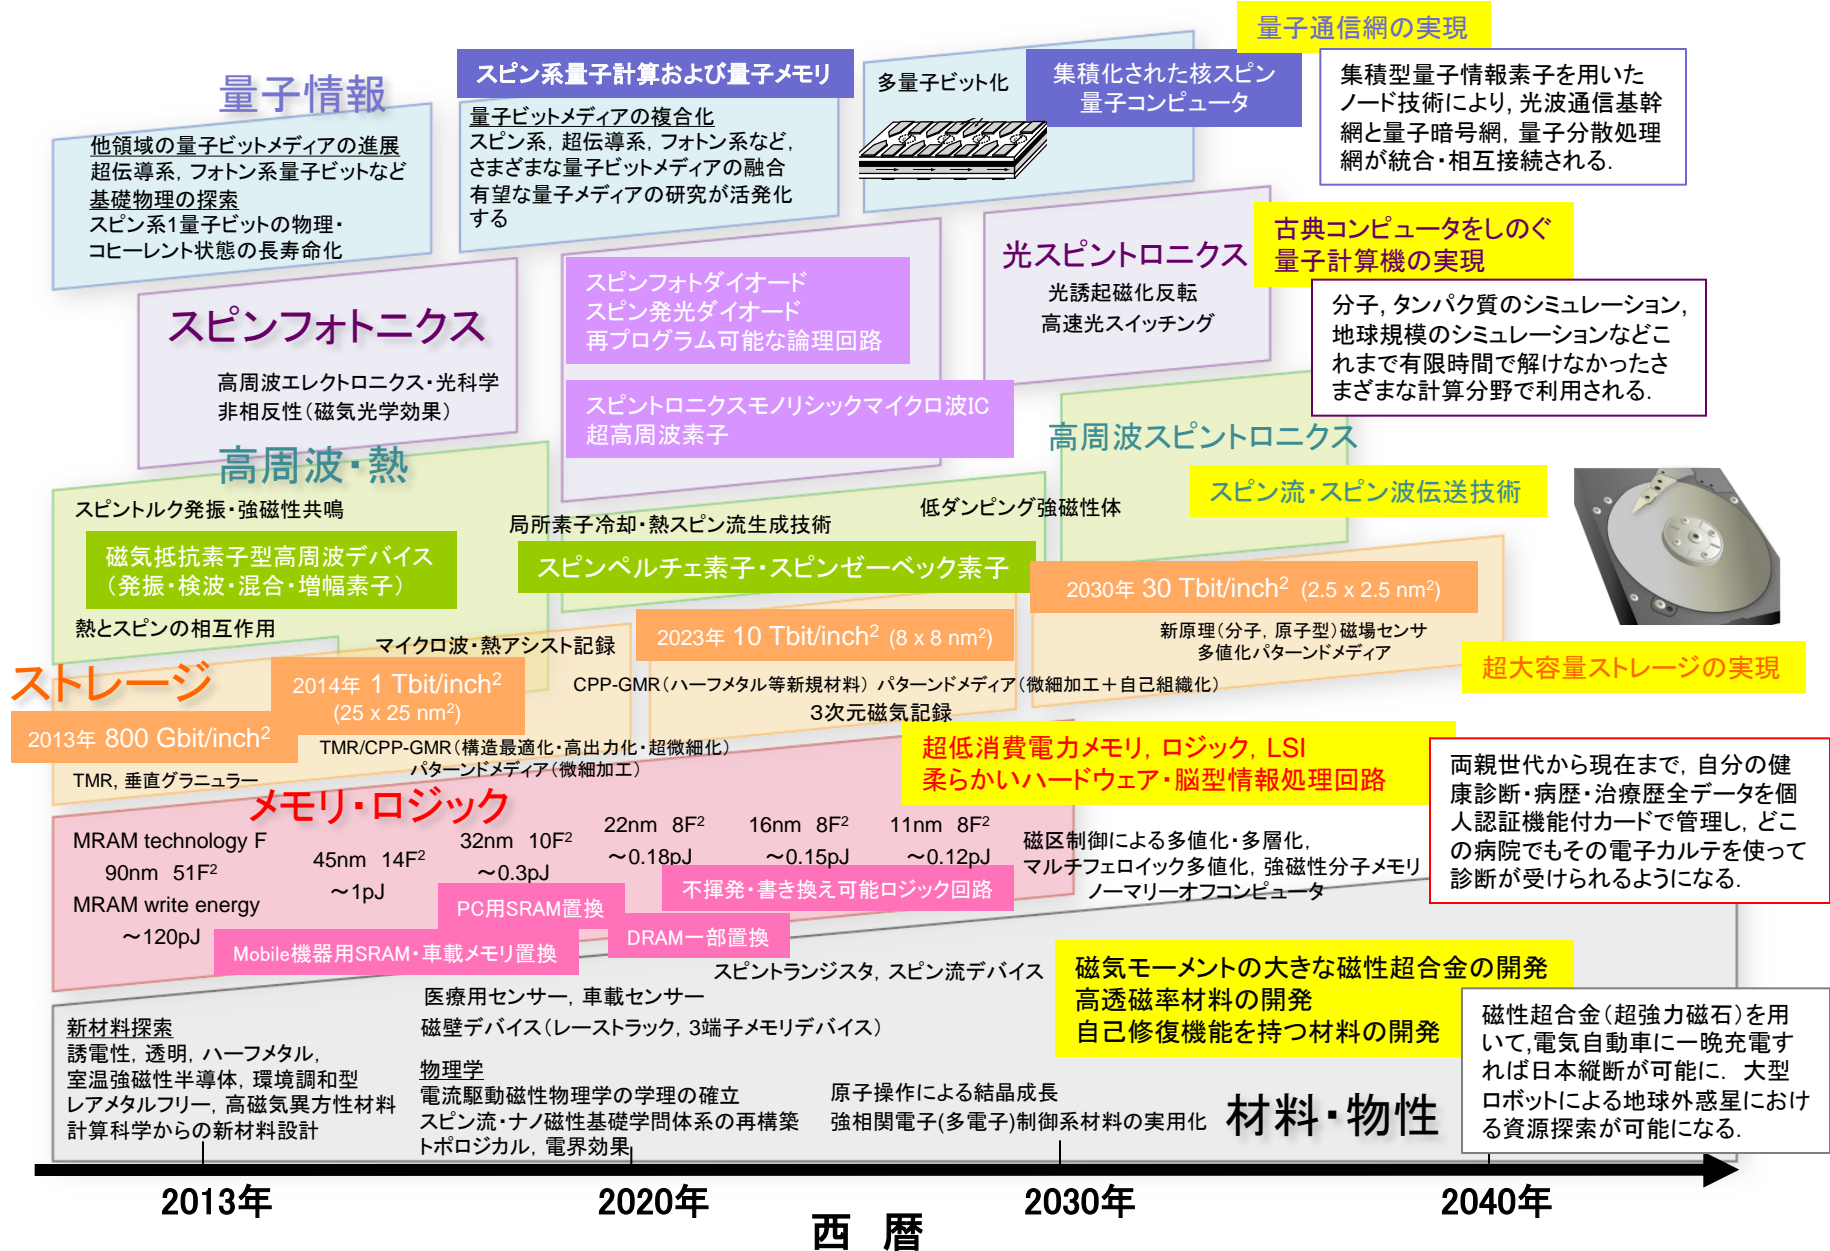 量子通信網の実現
量子情報
スピン系量子計算および量子メモリ
多量子ビット化
集積化された核スピン
量子コンピュータ
集積型量子情報素子を用いた
ノード技術により, 光波通信基幹
網と量子暗号網, 量子分散処理
網が統合・相互接続される.
他領域の量子ビットメディアの進展
超伝導系, フォトン系量子ビットなど
基礎物理の探索
スピン系1量子ビットの物理・
コヒーレント状態の長寿命化
量子ビットメディアの複合化
スピン系, 超伝導系, フォトン系など,
さまざまな量子ビットメディアの融合
有望な量子メディアの研究が活発化
する
スピンフォトニクス
高周波エレクトロニクス・光科学
非相反性(磁気光学効果)
スピンフォトダイオード
スピン発光ダイオード
再プログラム可能な論理回路
スピントロニクスモノリシックマイクロ波IC
超高周波素子
光スピントロニクス
光誘起磁化反転
高速光スイッチング
古典コンピュータをしのぐ
量子計算機の実現
分子, タンパク質のシミュレーション,
地球規模のシミュレーションなどこ
れまで有限時間で解けなかったさ
まざまな計算分野で利用される.
高周波・熱
スピントルク発振・強磁性共鳴
磁気抵抗素子型高周波デバイス
(発振・検波・混合・増幅素子)
熱とスピンの相互作用
局所素子冷却・熱スピン流生成技術
低ダンピング強磁性体
スピンペルチェ素子・スピンゼーベック素子
高周波スピントロニクス
スピン流・スピン波伝送技術
ストレージ
2013年 800 Gbit/inch²
TMR, 垂直グラニュラー
マイクロ波・熱アシスト記録
2014年 1 Tbit/inch²
(25 x 25 nm²)
TMR/CPP-GMR(構造最適化・高出力化・超微細化)
パターンドメディア(微細加工)
2023年 10 Tbit/inch² (8 x 8 nm²)
CPP-GMR(ハーフメタル等新規材料) パターンドメディア(微細加工+自己組織化)
3次元磁気記録
2030年 30 Tbit/inch² (2.5 x 2.5 nm²)
新原理(分子, 原子型)磁場センサ
多値化パターンドメディア
超大容量ストレージの実現
メモリ・ロジック
MRAM technology F
90nm 51F²
MRAM write energy
～120pJ
45nm 14F²
～1pJ
32nm 10F²
～0.3pJ
22nm 8F²
～0.18pJ
16nm 8F²
～0.15pJ
11nm 8F²
～0.12pJ
Mobile機器用SRAM・車載メモリ置換
PC用SRAM置換
DRAM一部置換
不揮発・書き換え可能ロジック回路
超低消費電力メモリ, ロジック, LSI
柔らかいハードウェア・脳型情報処理回路
磁区制御による多値化・多層化,
マルチフェロイック多値化, 強磁性分子メモリ
ノーマリーオフコンピュータ
両親世代から現在まで, 自分の健
康診断・病歴・治療歴全データを個
人認証機能付カードで管理し, どこ
の病院でもその電子カルテを使って
診断が受けられるようになる.
スピントランジスタ, スピン流デバイス
医療用センサー, 車載センサー
磁壁デバイス(レーストラック, 3端子メモリデバイス)
新材料探索
誘電性, 透明, ハーフメタル,
室温強磁性半導体, 環境調和型
レアメタルフリー, 高磁気異方性材料
計算科学からの新材料設計
物理学
電流駆動磁性物理学の学理の確立
スピン流・ナノ磁性基礎学問体系の再構築
トポロジカル, 電界効果
原子操作による結晶成長
強相関電子(多電子)制御系材料の実用化
材料・物性
磁気モーメントの大きな磁性超合金の開発
高透磁率材料の開発
自己修復機能を持つ材料の開発
磁性超合金(超強力磁石)を用
いて,電気自動車に一晩充電す
れば日本縦断が可能に. 大型
ロボットによる地球外惑星におけ
る資源探索が可能になる.
2013年
2020年
2030年
2040年
西 暦